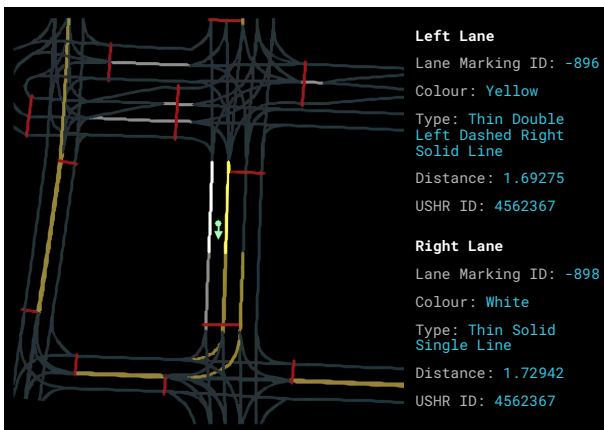 Left Lane
Lane Marking ID: -896
Colour: Yellow
Type: Thin Double
Left Dashed Right
Solid Line
Distance: 1.69275
USHR ID: 4562367
Right Lane
Lane Marking ID: -898
Colour: White
Type: Thin Solid
Single Line
Distance: 1.72942
USHR ID: 4562367